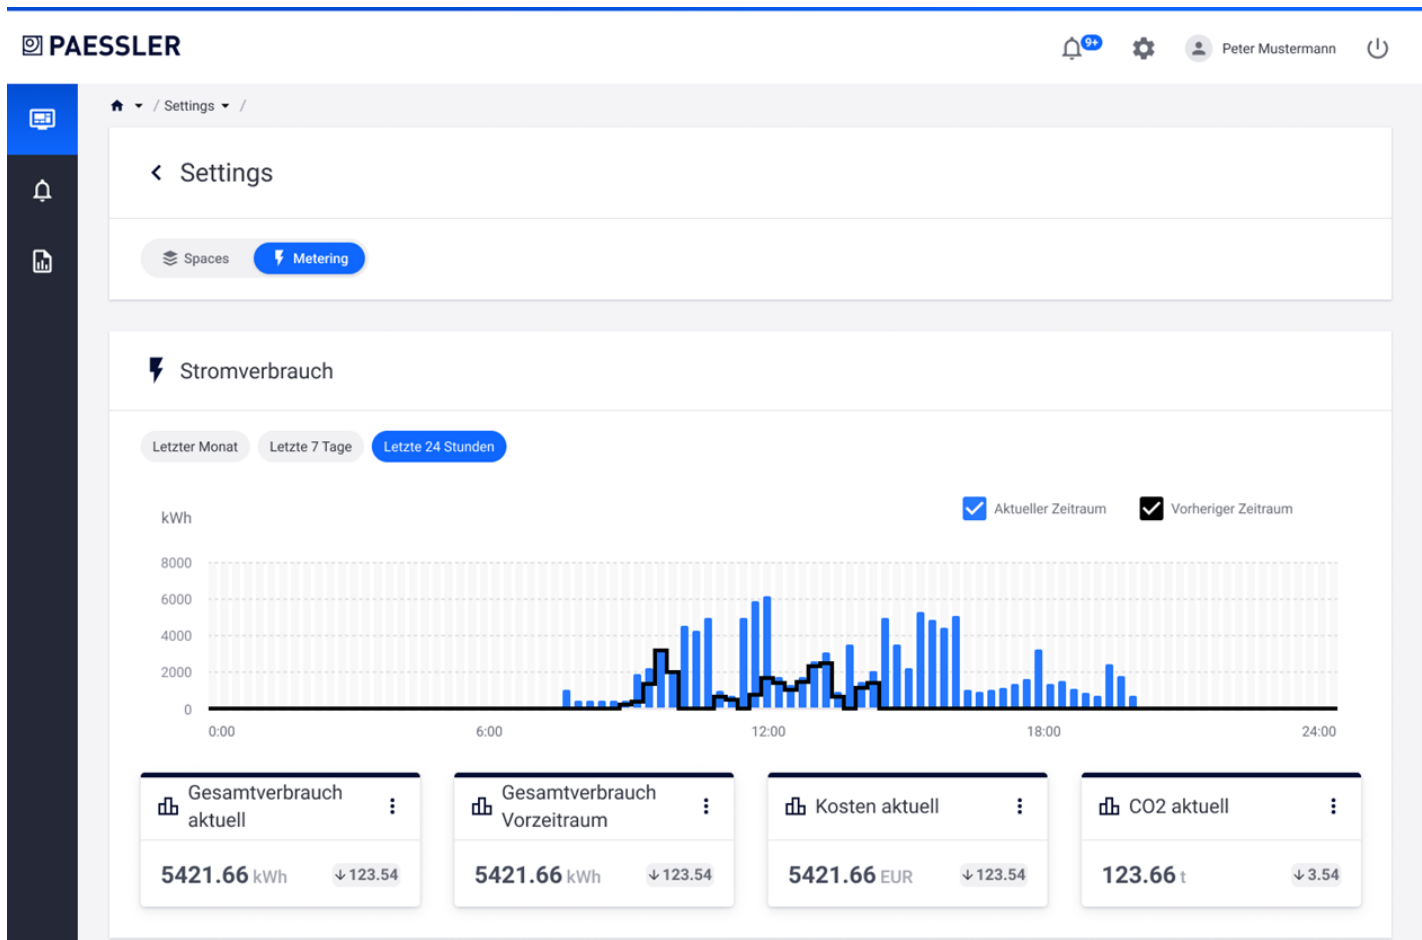 PAESSLER
9+
Peter Mustermann
/ Settings /
Settings
Spaces
Metering
Stromverbrauch
Letzter Monat
Letzte 7 Tage
Letzte 24 Stunden
Aktueller Zeitraum
Vorheriger Zeitraum
kWh
8000
6000
4000
2000
0
0:00
6:00
12:00
18:00
24:00
Gesamtverbrauch
aktuell
5421.66 kWh
↓123.54
Gesamtverbrauch
Vorzeitraum
5421.66 kWh
↓123.54
Kosten aktuell
5421.66 EUR
↓123.54
CO2 aktuell
123.66 t
↓3.54